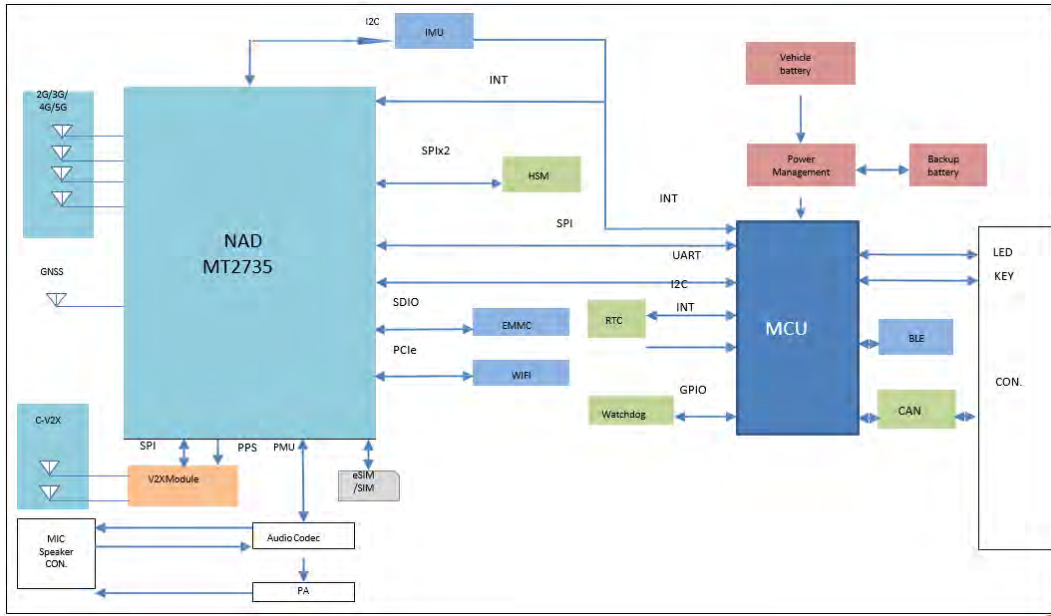 I2C
IMU
Vehicle
battery
INT
2G/3G/
4G/5G
SPIx2
HSM
Power
Management
Backup
battery
INT
NAD
MT2735
SPI
UART
LED
GNSS
I2C
KEY
SDIO
INT
RTC
EMMC
MCU
BLE
PCIe
WIFI
CON.
GPIO
Watchdog
CAN
C-V2X
SPI
PPS
PMU
V2XModule
eSIM
/SIM
MIC
Speaker
CON.
Audio Codec
PA